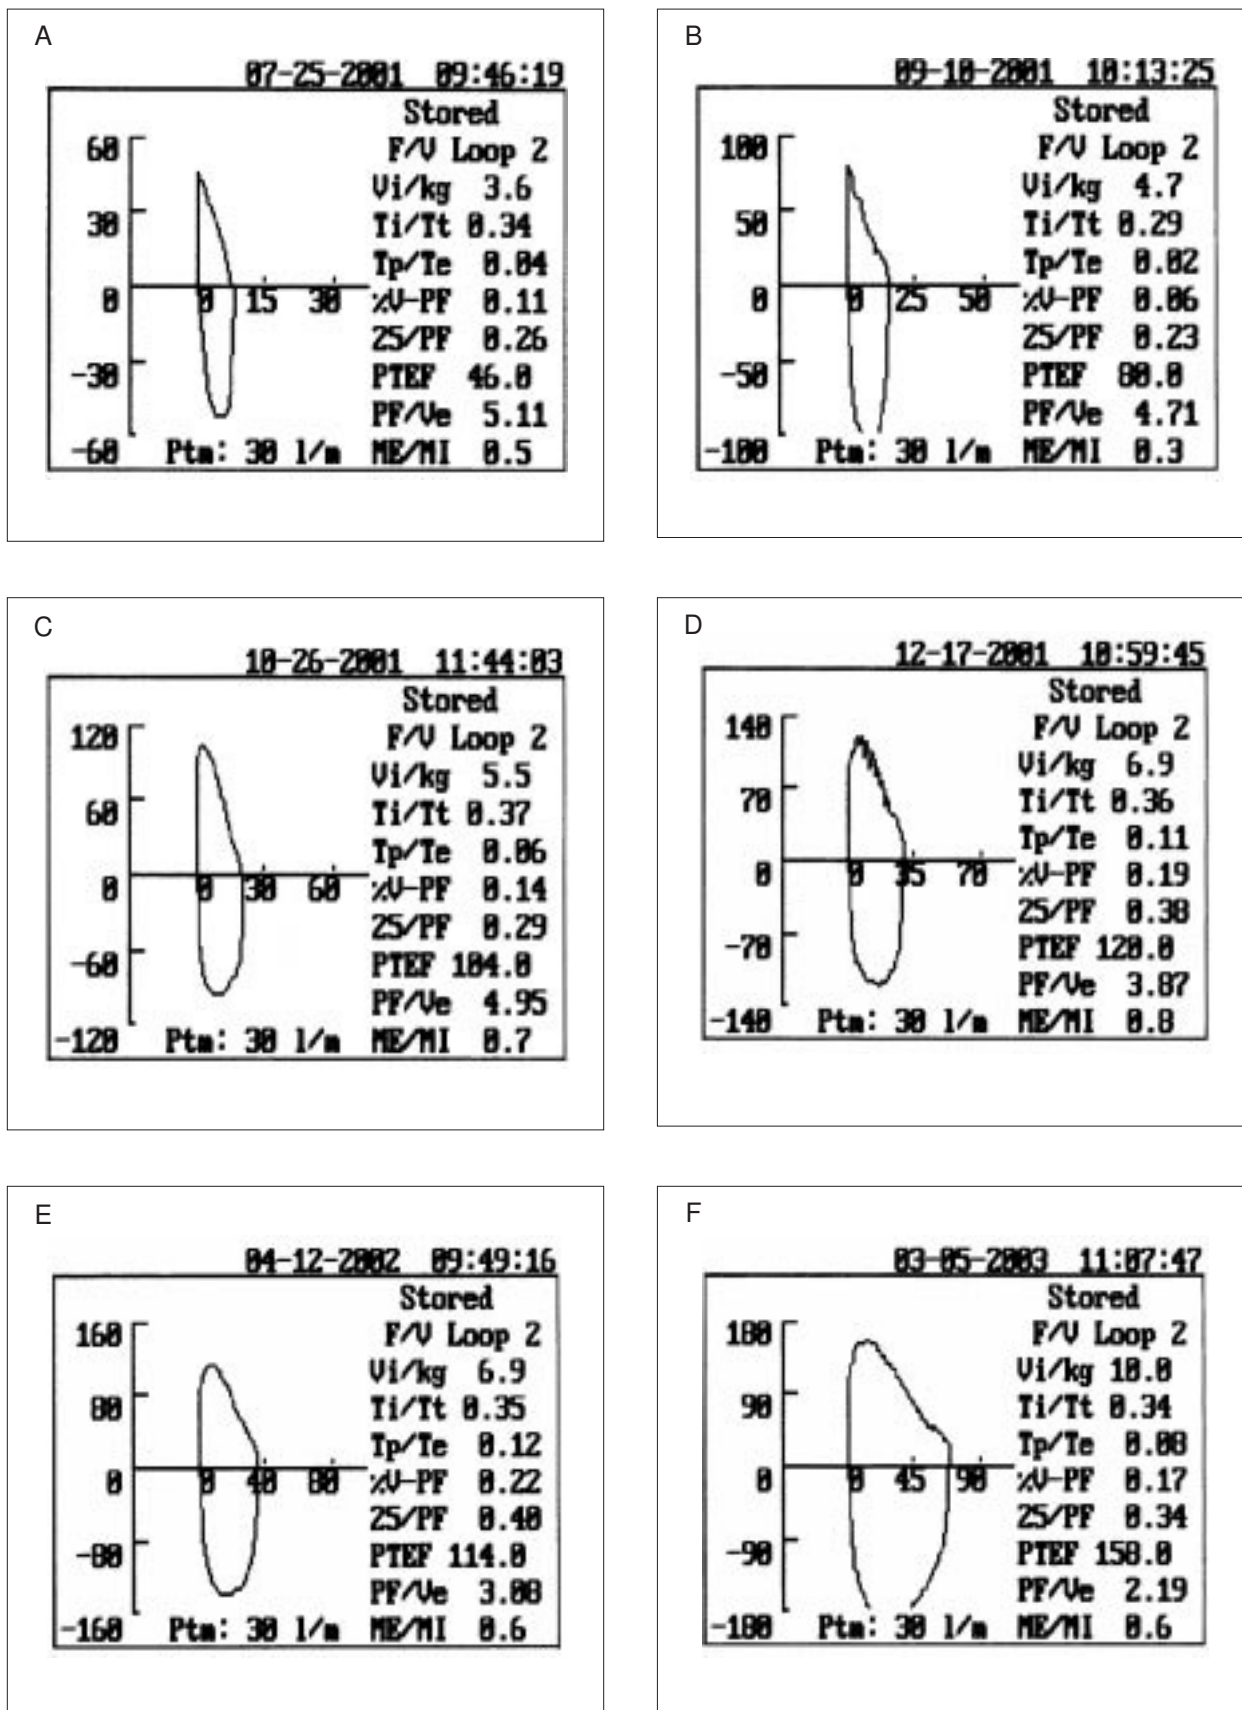 A
07-25-2001 09:46:19
Stored
60 F/V Loop 2
Vi/kg 3.6
30 Ti/Tt 0.34
Tp/Te 0.04
0 0 15 30 %V-PF 0.11
25/PF 0.26
-30 PTEF 46.0
PF/Ve 5.11
-60 Ptm: 30 l/m ME/MI 0.5
B
09-10-2001 10:13:25
Stored
100 F/V Loop 2
Vi/kg 4.7
50 Ti/Tt 0.29
Tp/Te 0.02
0 0 25 50 %V-PF 0.06
25/PF 0.23
-50 PTEF 80.0
PF/Ve 4.71
-100 Ptm: 30 l/m ME/MI 0.3
C
10-26-2001 11:44:03
Stored
120 F/V Loop 2
Vi/kg 5.5
60 Ti/Tt 0.37
Tp/Te 0.06
0 0 30 60 %V-PF 0.14
25/PF 0.29
-60 PTEF 104.0
PF/Ve 4.95
-120 Ptm: 30 l/m ME/MI 0.7
D
12-17-2001 10:59:45
Stored
140 F/V Loop 2
Vi/kg 6.9
70 Ti/Tt 0.36
Tp/Te 0.11
0 0 35 70 %V-PF 0.19
25/PF 0.38
-70 PTEF 120.0
PF/Ve 3.87
-140 Ptm: 30 l/m ME/MI 0.8
E
04-12-2002 09:49:16
Stored
160 F/V Loop 2
Vi/kg 6.9
80 Ti/Tt 0.35
Tp/Te 0.12
0 0 40 80 %V-PF 0.22
25/PF 0.40
-80 PTEF 114.0
PF/Ve 3.08
-160 Ptm: 30 l/m ME/MI 0.6
F
03-05-2003 11:07:47
Stored
180 F/V Loop 2
Vi/kg 10.0
90 Ti/Tt 0.34
Tp/Te 0.08
0 0 45 90 %V-PF 0.17
25/PF 0.34
-90 PTEF 158.0
PF/Ve 2.19
-180 Ptm: 30 l/m ME/MI 0.6